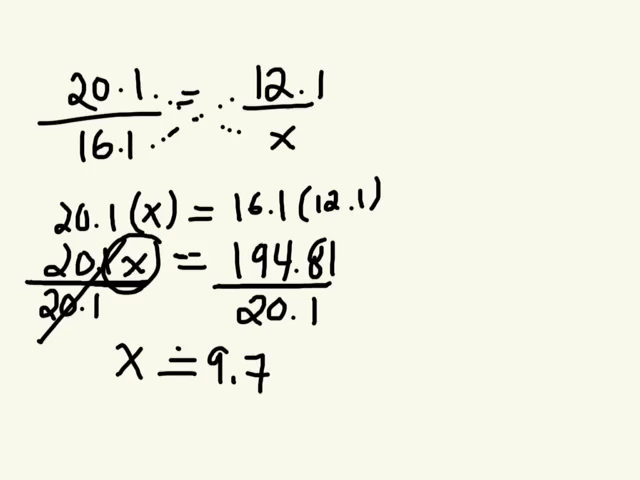 20.1 = 12.1
16.1 x
20.1(x) = 16.1(12.1)
20.1(x) = 194.81
20.1 20.1
x ≐ 9.7